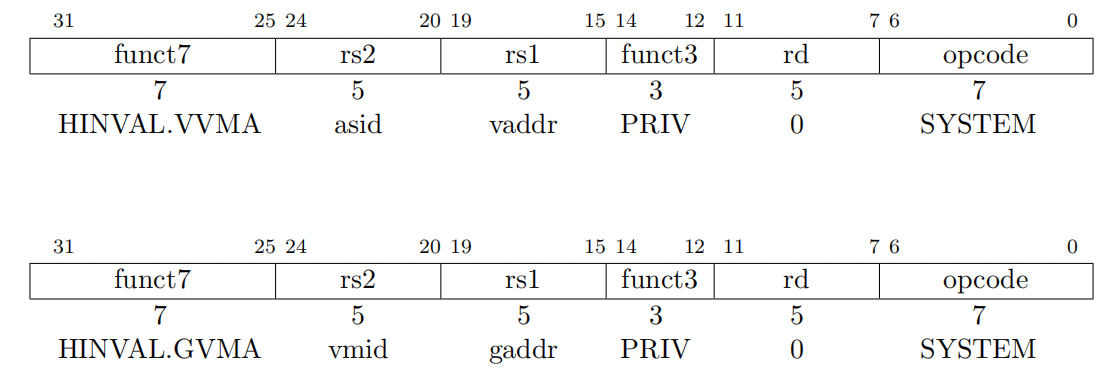 31 25 24 20 19 15 14 12 11 7 6 0
funct7 rs2 rs1 funct3 rd opcode
7 5 5 3 5 7
HINVAL.VVMA asid vaddr PRIV 0 SYSTEM
31 25 24 20 19 15 14 12 11 7 6 0
funct7 rs2 rs1 funct3 rd opcode
7 5 5 3 5 7
HINVAL.GVMA vmid gaddr PRIV 0 SYSTEM